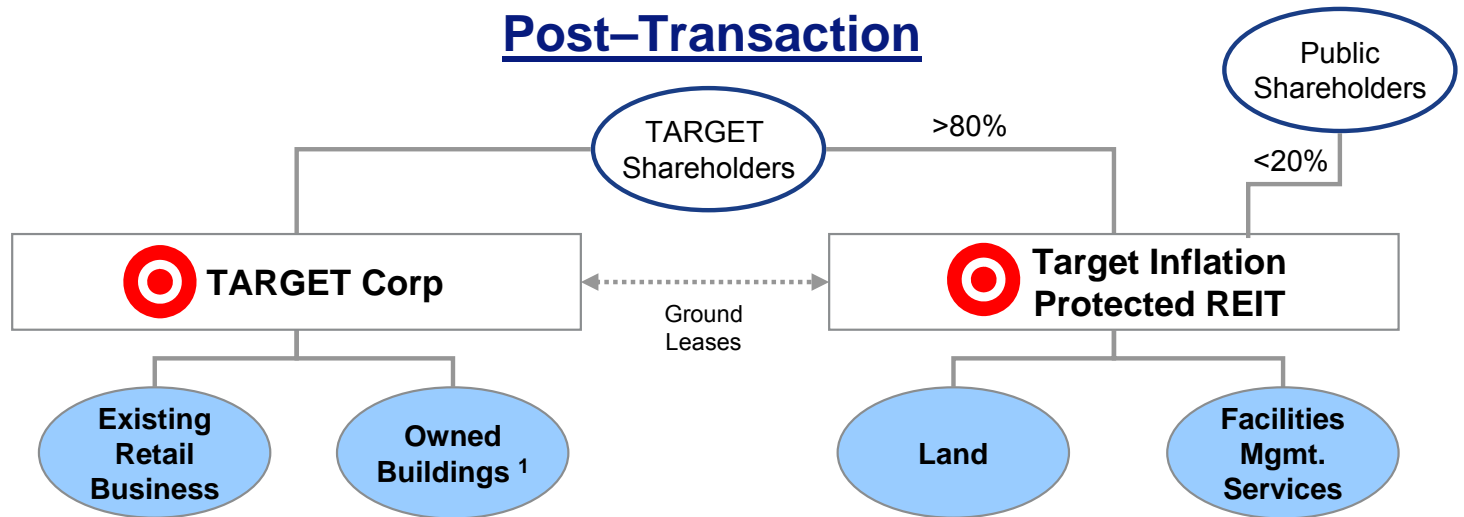 Post–Transaction
Public
Shareholders
TARGET
Shareholders
>80%
<20%
TARGET Corp
Ground
Leases
Target Inflation
Protected REIT
Existing
Retail
Business
Owned
Buildings 1
Land
Facilities
Mgmt.
Services